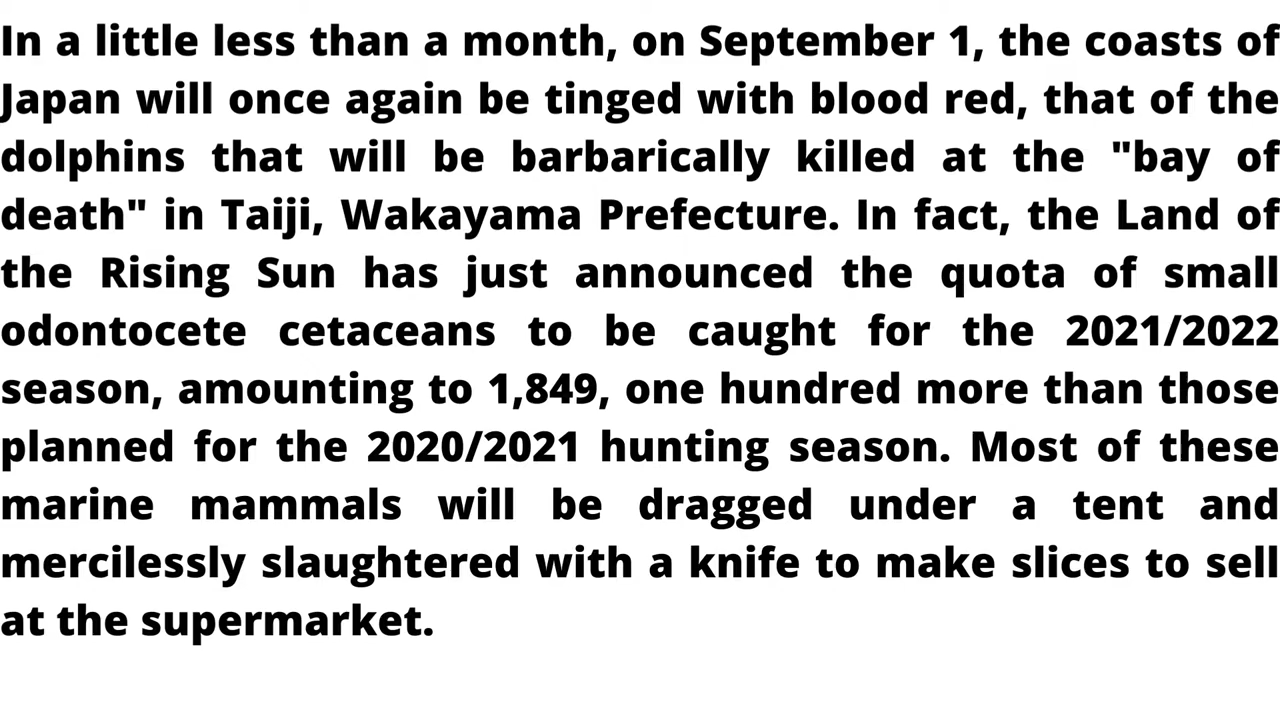 In a little less than a month, on September 1, the coasts of
Japan will once again be tinged with blood red, that of the
dolphins that will be barbarically killed at the "bay of
death" in Taiji, Wakayama Prefecture. In fact, the Land of
the Rising Sun has just announced the quota of small
odontocete cetaceans to be caught for the 2021/2022
season, amounting to 1,849, one hundred more than those
planned for the 2020/2021 hunting season. Most of these
marine mammals will be dragged under a tent and
mercilessly slaughtered with a knife to make slices to sell
at the supermarket.